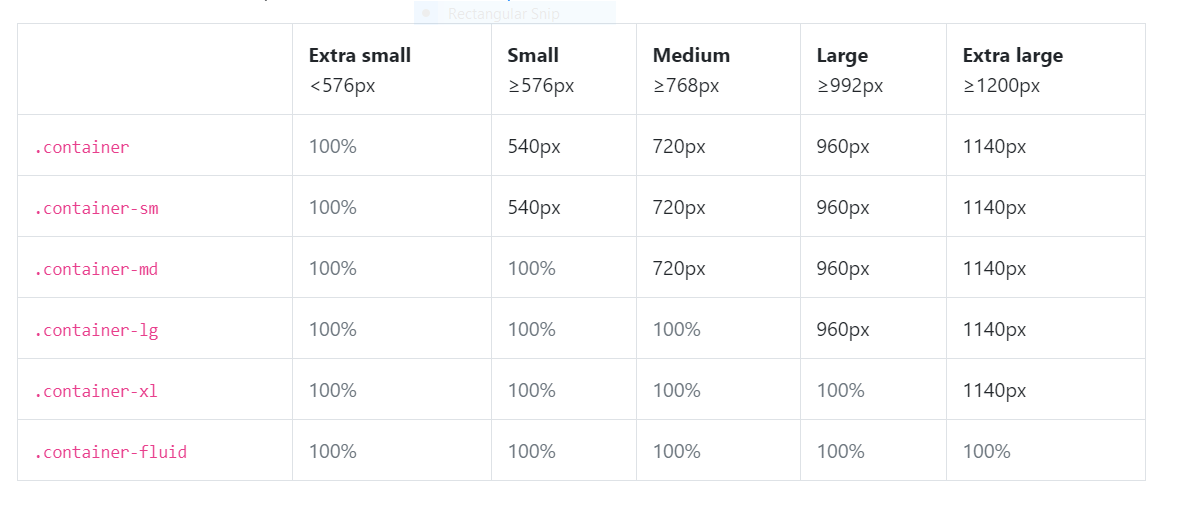 Rectangular Snip
Extra small Small Medium Large Extra large
<576px ≥576px ≥768px ≥992px ≥1200px
.container 100% 540px 720px 960px 1140px
.container-sm 100% 540px 720px 960px 1140px
.container-md 100% 100% 720px 960px 1140px
.container-lg 100% 100% 100% 960px 1140px
.container-xl 100% 100% 100% 100% 1140px
.container-fluid 100% 100% 100% 100% 100%